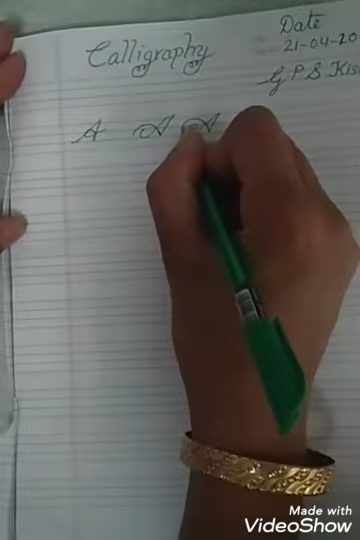 Calligraphy
Date
21-04-20
G P S
A A A
Made with
VideoShow